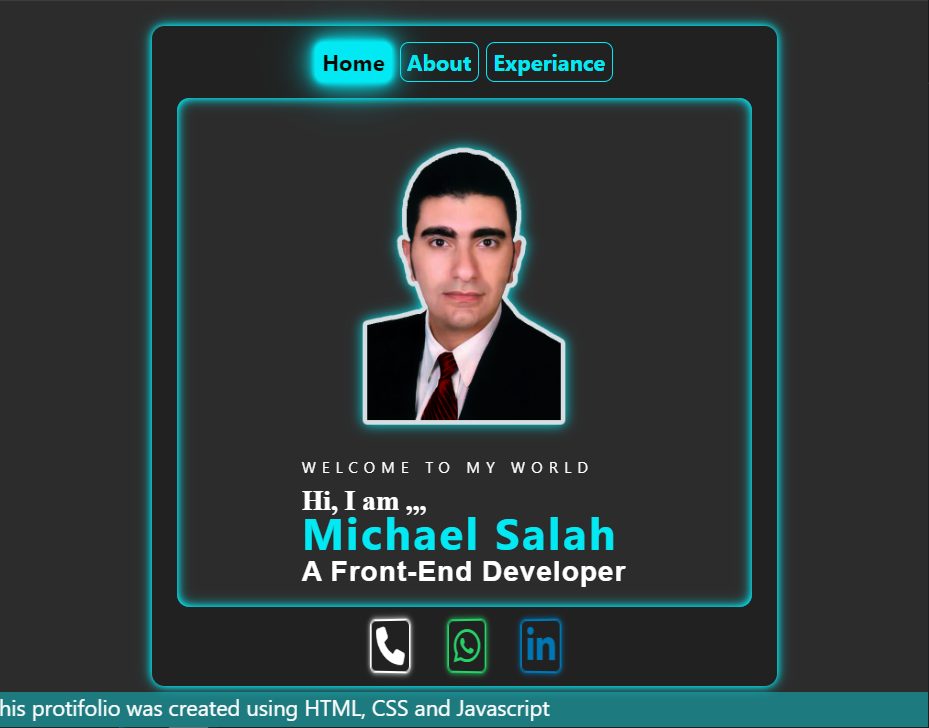 Home About Experiance
WELCOME TO MY WORLD
Hi, I am ,,,
Michael Salah
A Front-End Developer
in
his protifolio was created using HTML, CSS and Javascript